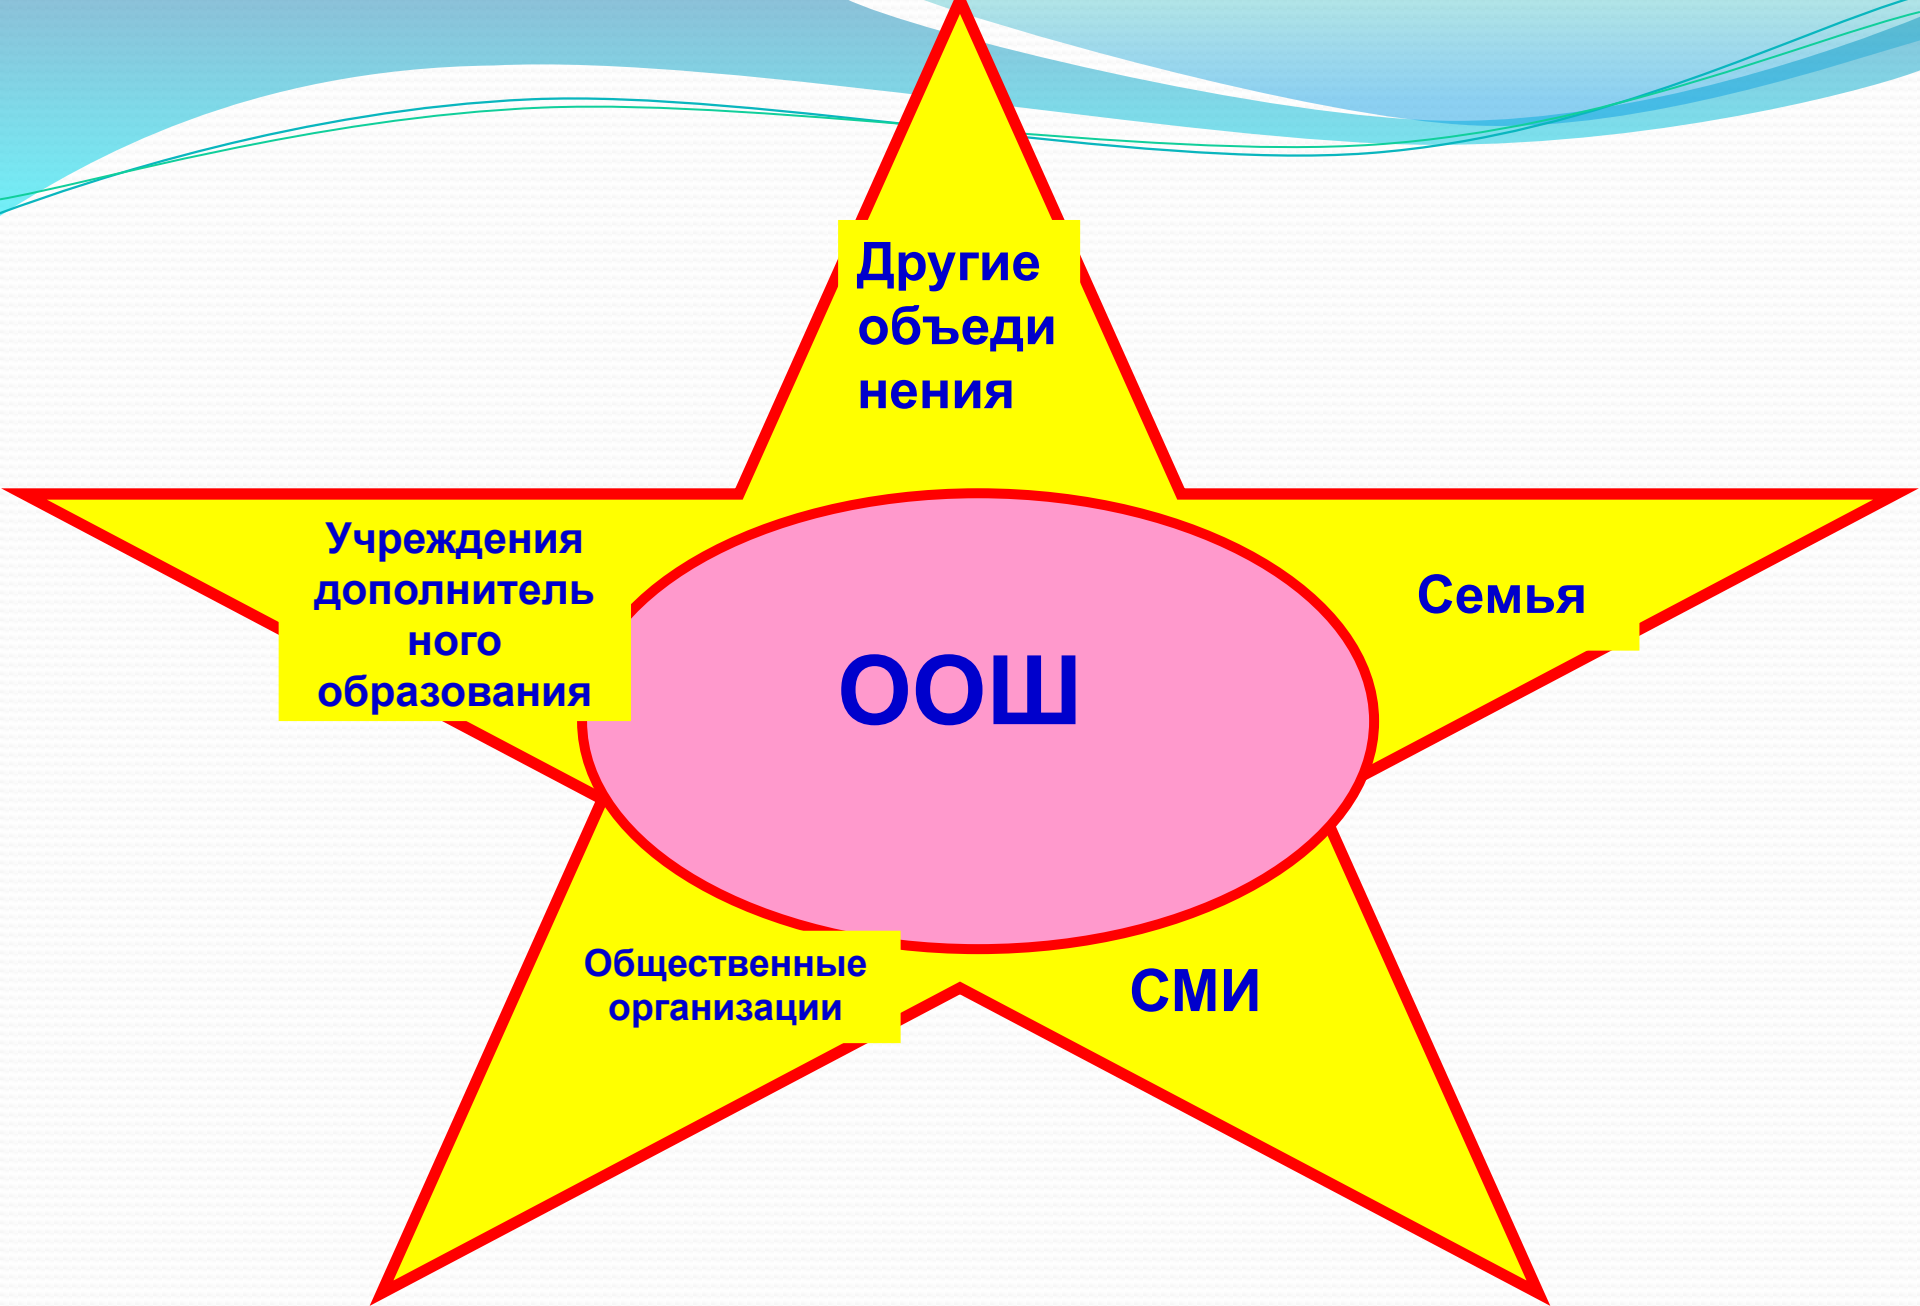 Другие
объеди
нения
Учреждения
дополнитель
ного
образования
Семья
ООШ
Общественные
организации
СМИ